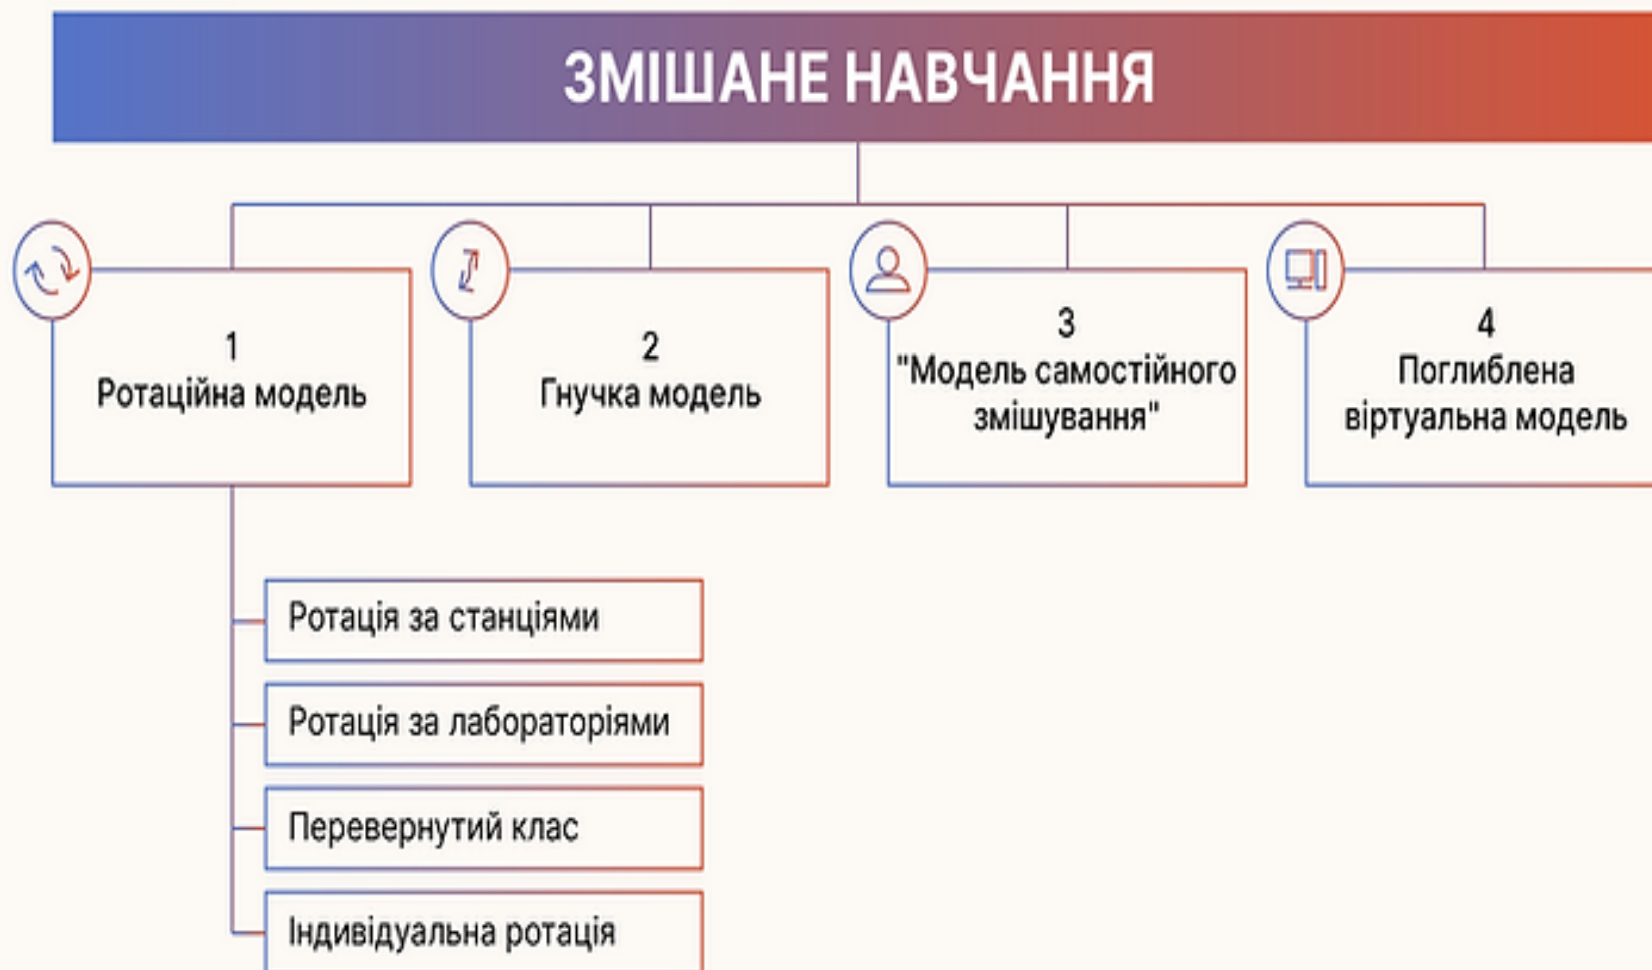 ЗМІШАНЕ НАВЧАННЯ
1
Ротаційна модель
2
Гнучка модель
3
"Модель самостійного
змішування"
4
Поглиблена
віртуальна модель
Ротація за станціями
Ротація за лабораторіями
Перевернутий клас
Індивідуальна ротація